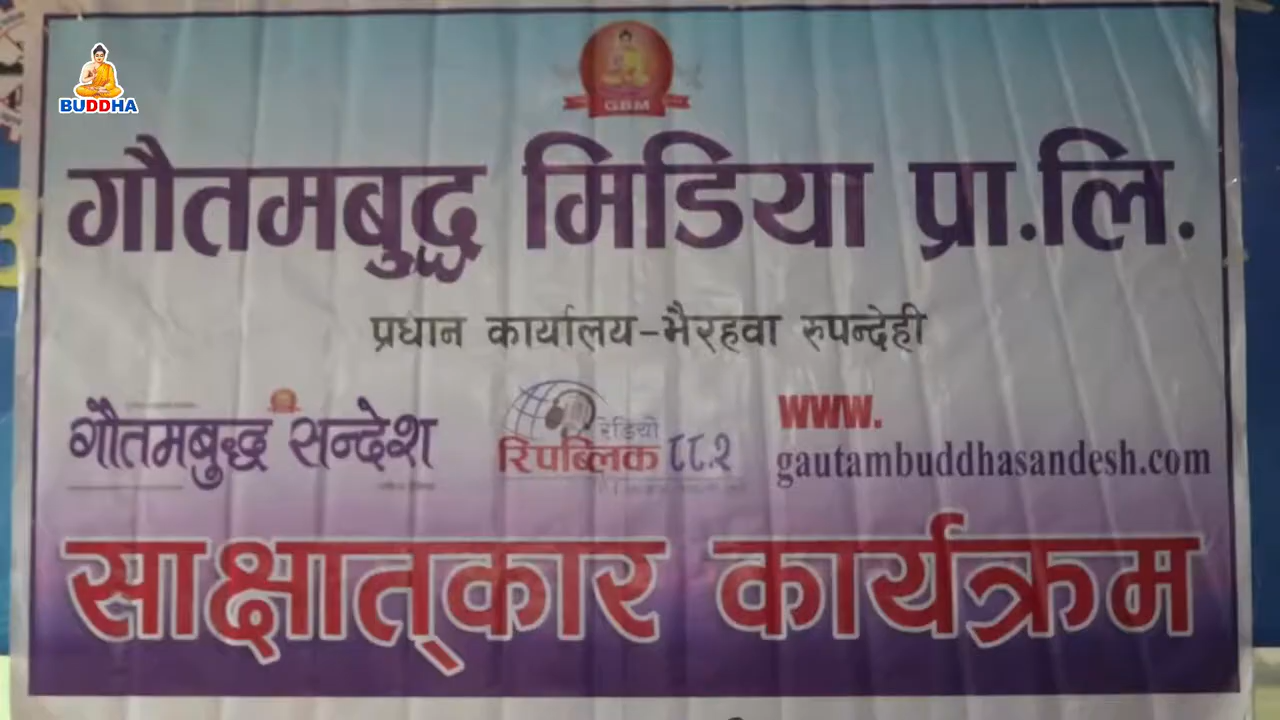 BUDDHA
GBM
गौतमबुद्ध मिडिया प्रा.लि.
प्रधान कार्यालय-भैरहवा रुपन्देही
गौतमबुद्ध सन्देश
रेडियो
रिपब्लिक ८८.२
www.
gautambuddhasandesh.com
साक्षात्कार कार्यक्रम